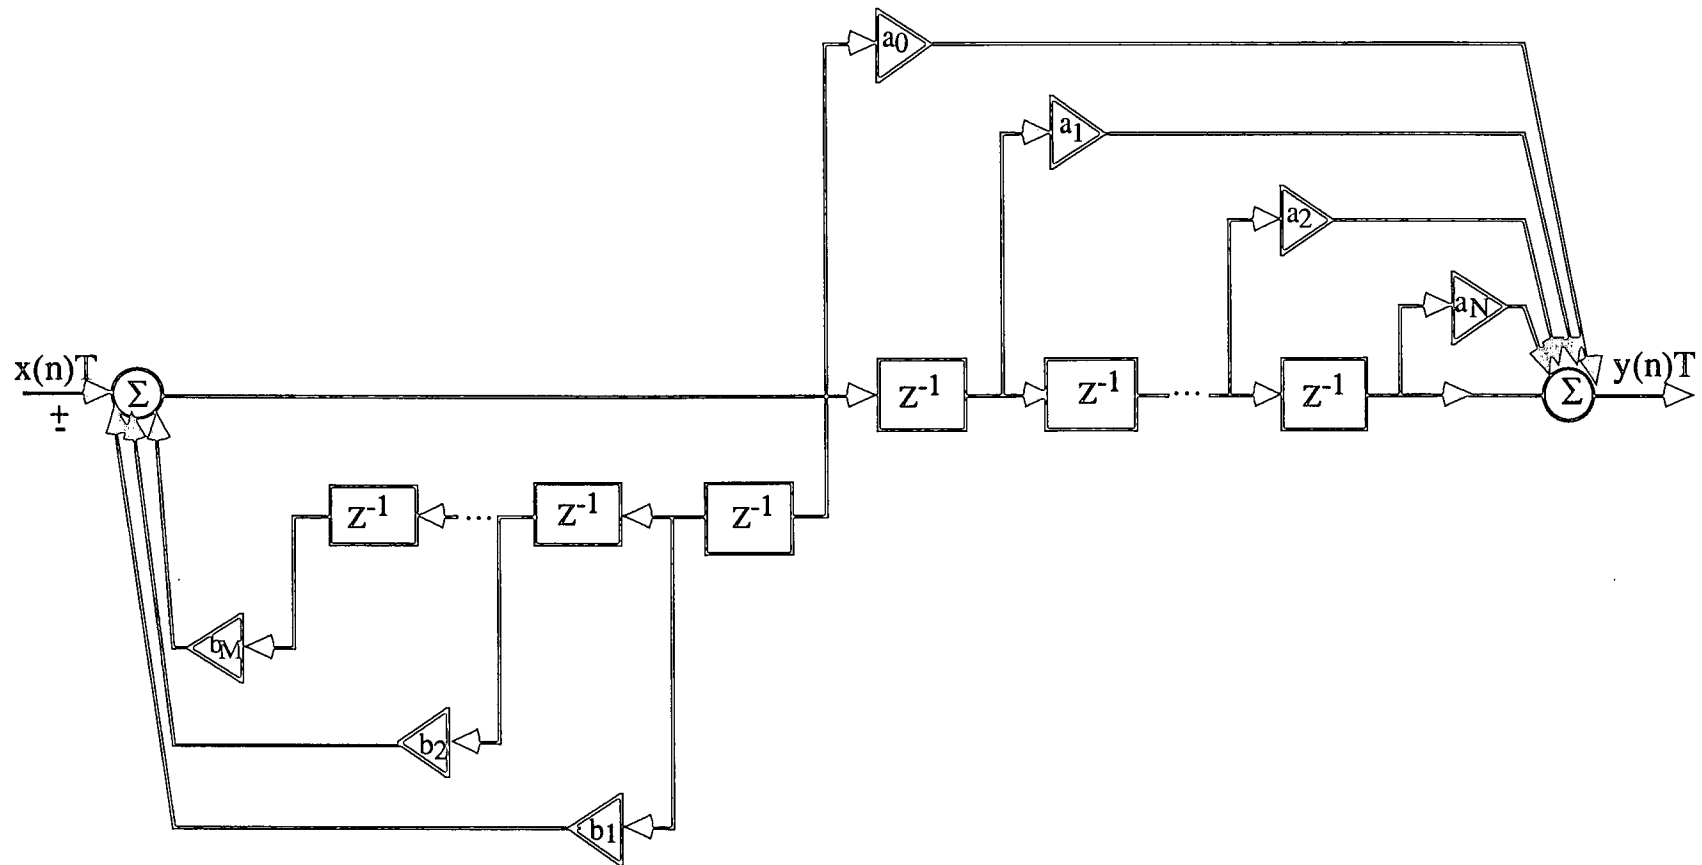 a0
a1
a2
aN
x(n)T
±
Σ
z-1
z-1
...
z-1
Σ
y(n)T
z-1
...
z-1
z-1
bM
b2
b1